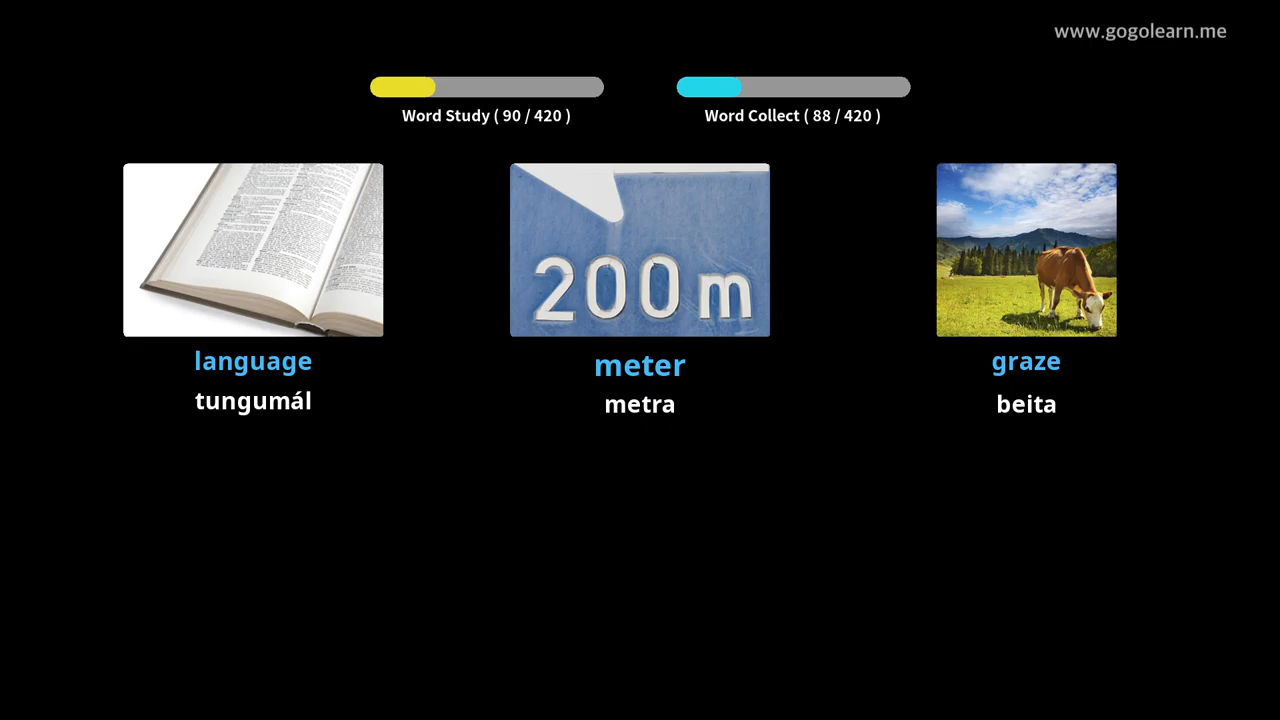 www.gogolearn.me
Word Study ( 90 / 420 )
Word Collect ( 88 / 420 )
200 m
language
meter
graze
tungumál
metra
beita